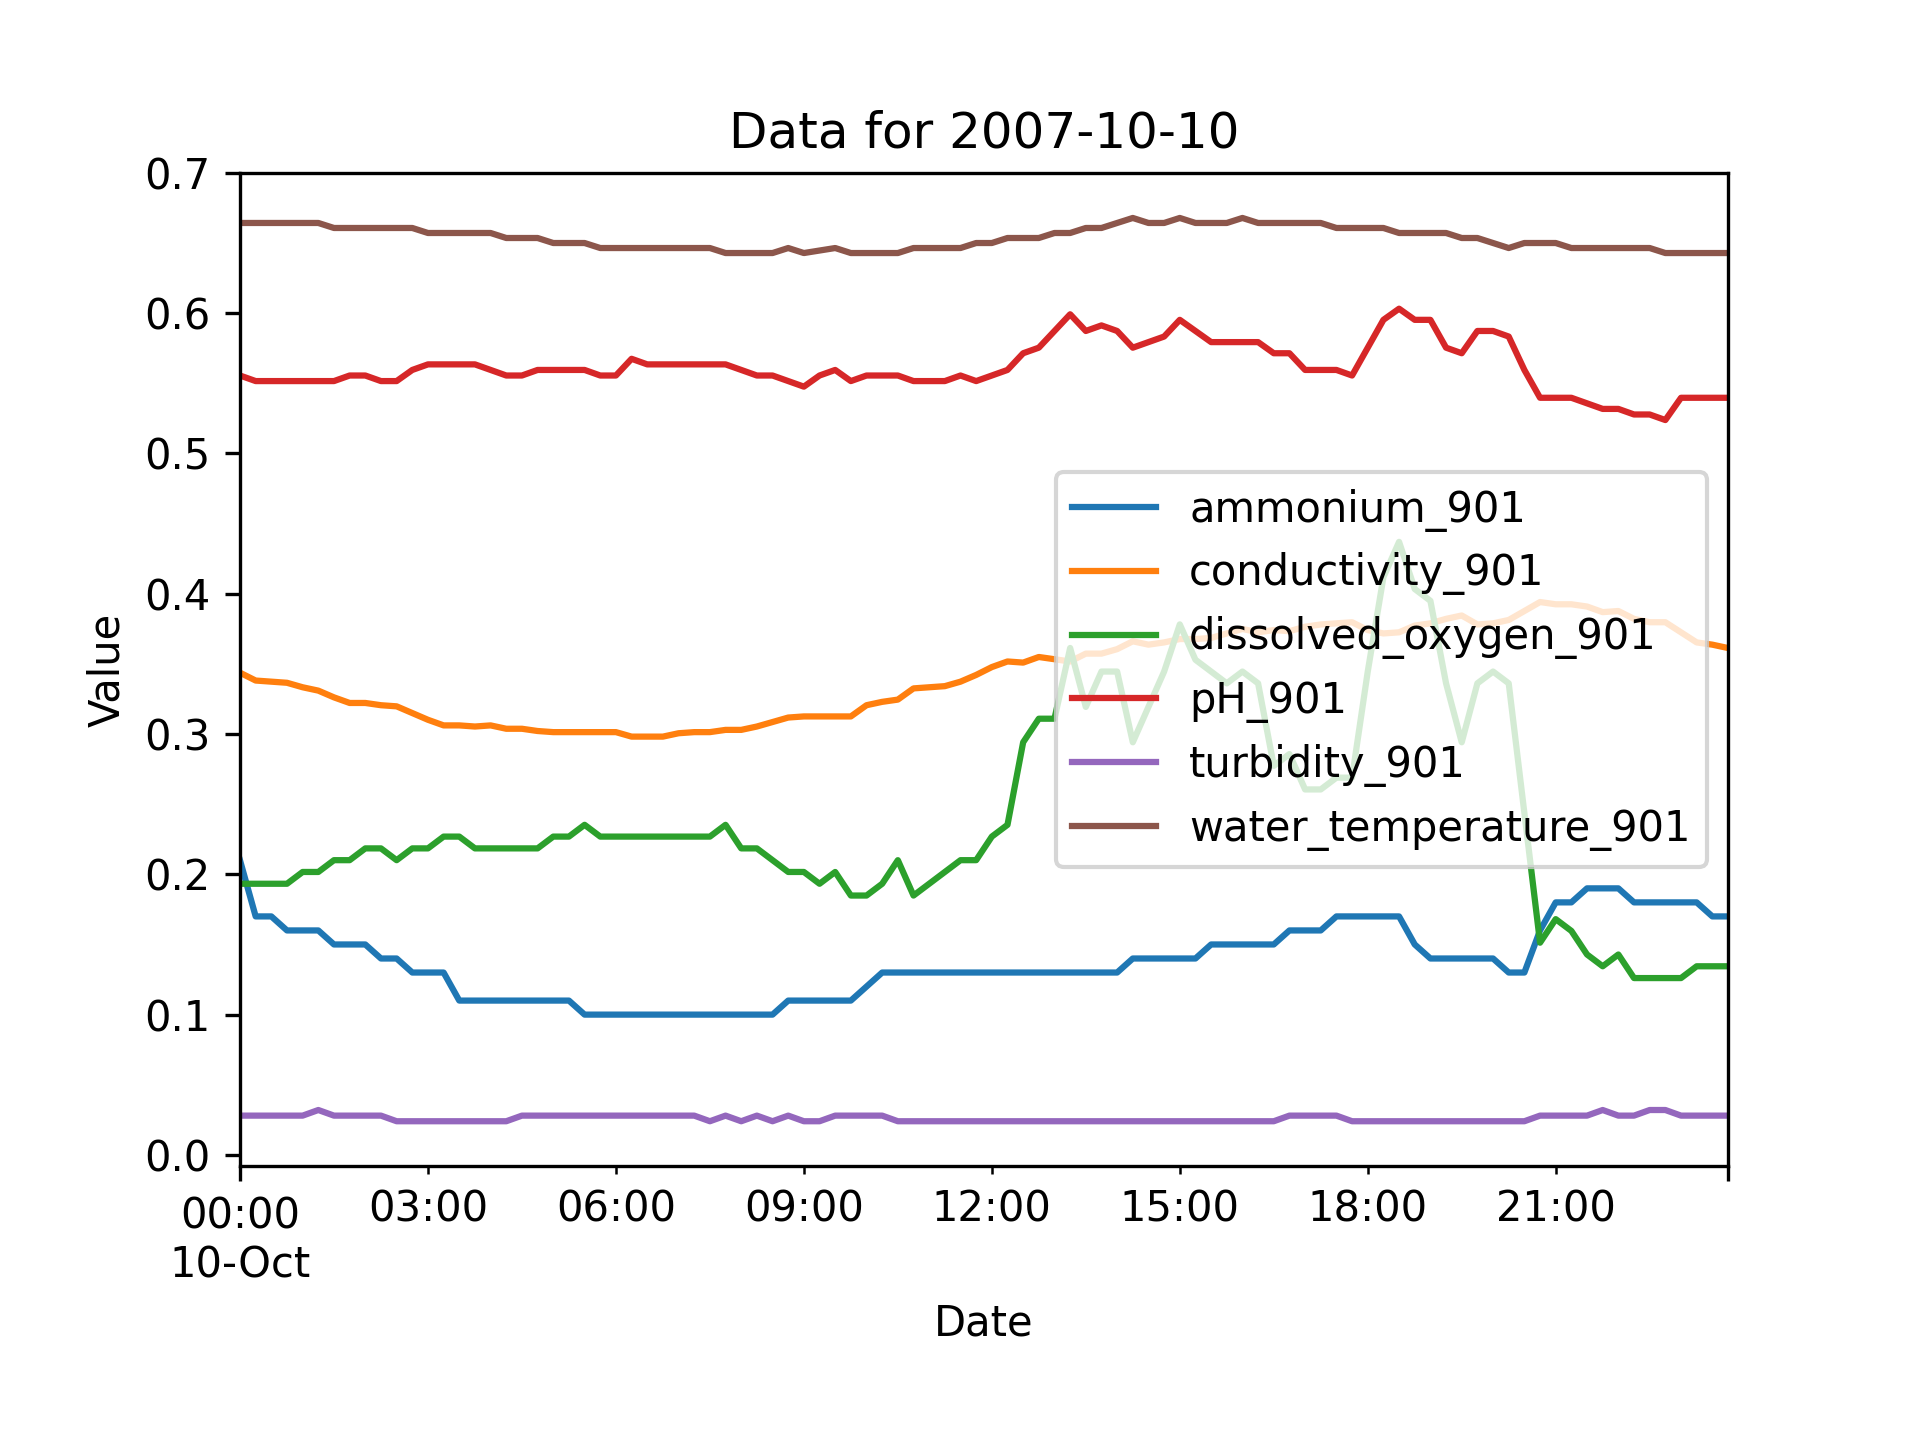 Data for 2007-10-10
0.7
0.6
0.5
0.4
0.3
0.2
0.1
0.0
Value
ammonium_901
conductivity_901
dissolved_oxygen_901
pH_901
turbidity_901
water_temperature_901
00:00 03:00 06:00 09:00 12:00 15:00 18:00 21:00
10-Oct
Date